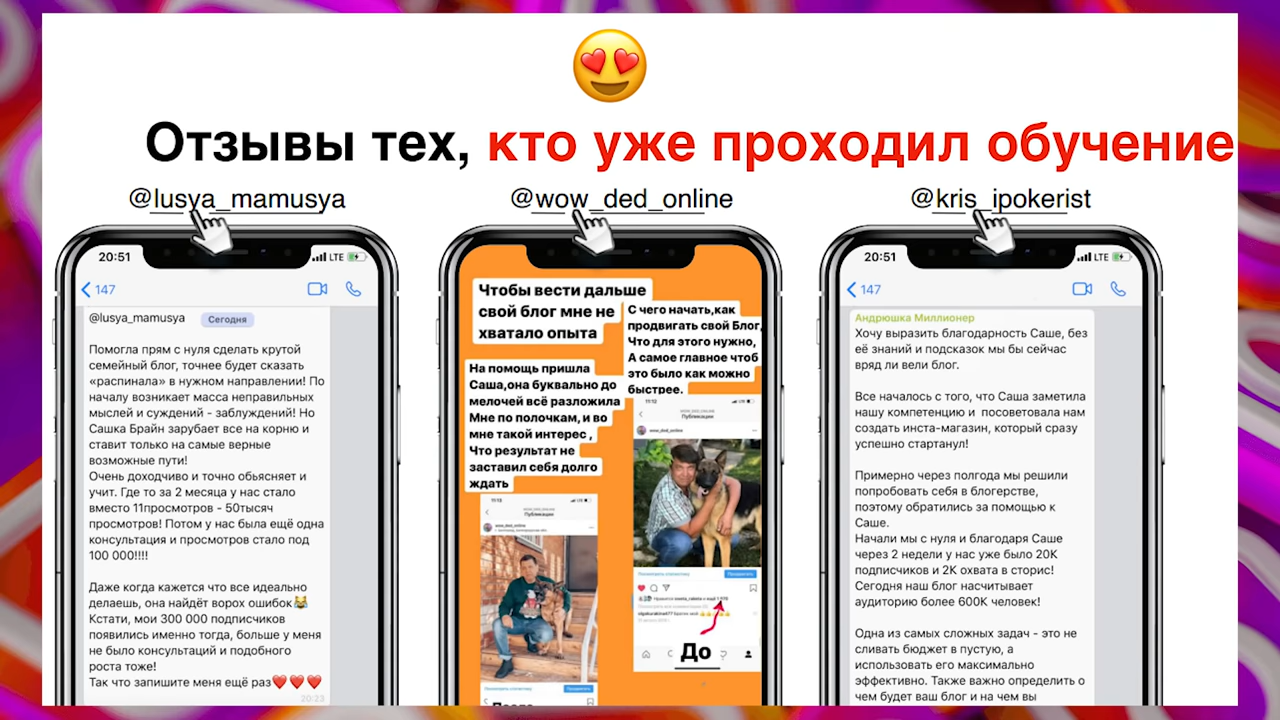 Отзывы тех, кто уже проходил обучение
@lusya_mamusya
@wow_ded_online
@kris_ipokerist
20:51
LTE
147
@lusya_mamusya
Сегодня
Помогла прям с нуля сделать крутой
семейный блог, точнее будет сказать
«распинала» в нужном направлении! По
началу возникает масса неправильных
мыслей и суждений - заблуждений! Но
Сашка Брайн зарубает все на корню и
ставит только на самые верные
возможные пути!
Очень доходчиво и точно обьясняет и
учит. Где то за 2 месяца у нас стало
вместо 11просмотров - 50тысяч
просмотров! Потом у нас была ещё одна
консультация и просмотров стало под
100 000!!!!
Даже когда кажется что все идеально
делаешь, она найдёт ворох ошибок😹
Кстати, мои 300 000 подписчиков
появились именно тогда, больше у меня
не было консультаций и подобного
роста тоже!
Так что запишите меня ещё раз❤️❤️❤️
20:23
Чтобы вести дальше
свой блог мне не
хватало опыта
С чего начать,как
продвигать свой Блог,
Что для этого нужно,
А самое главное чтоб
это было как можно
быстрее.
На помощь пришла
Саша,она буквально до
мелочей всё разложила
Мне по полочкам, и во
мне такой интерес ,
Что результат не
заставил себя долго
ждать
11:12
WOW_DED_ONLINE
Публикации
wow_ded_online
До
11:13
WOW_DED_ONLINE
Публикации
wow_ded_online
20:51
LTE
147
Андрюшка Миллионер
Хочу выразить благодарность Саше, без
её знаний и подсказок мы бы сейчас
вряд ли вели блог.
Все началось с того, что Саша заметила
нашу компетенцию и посоветовала нам
создать инста-магазин, который сразу
успешно стартанул!
Примерно через полгода мы решили
попробовать себя в блогерстве,
поэтому обратились за помощью к
Саше.
Начали мы с нуля и благодаря Саше
через 2 недели у нас уже было 20К
подписчиков и 2К охвата в сторис!
Сегодня наш блог насчитывает
аудиторию более 600К человек!
Одна из самых сложных задач - это не
сливать бюджет в пустую, а
использовать его максимально
эффективно. Также важно определить о
чем будет ваш блог и на чем вы